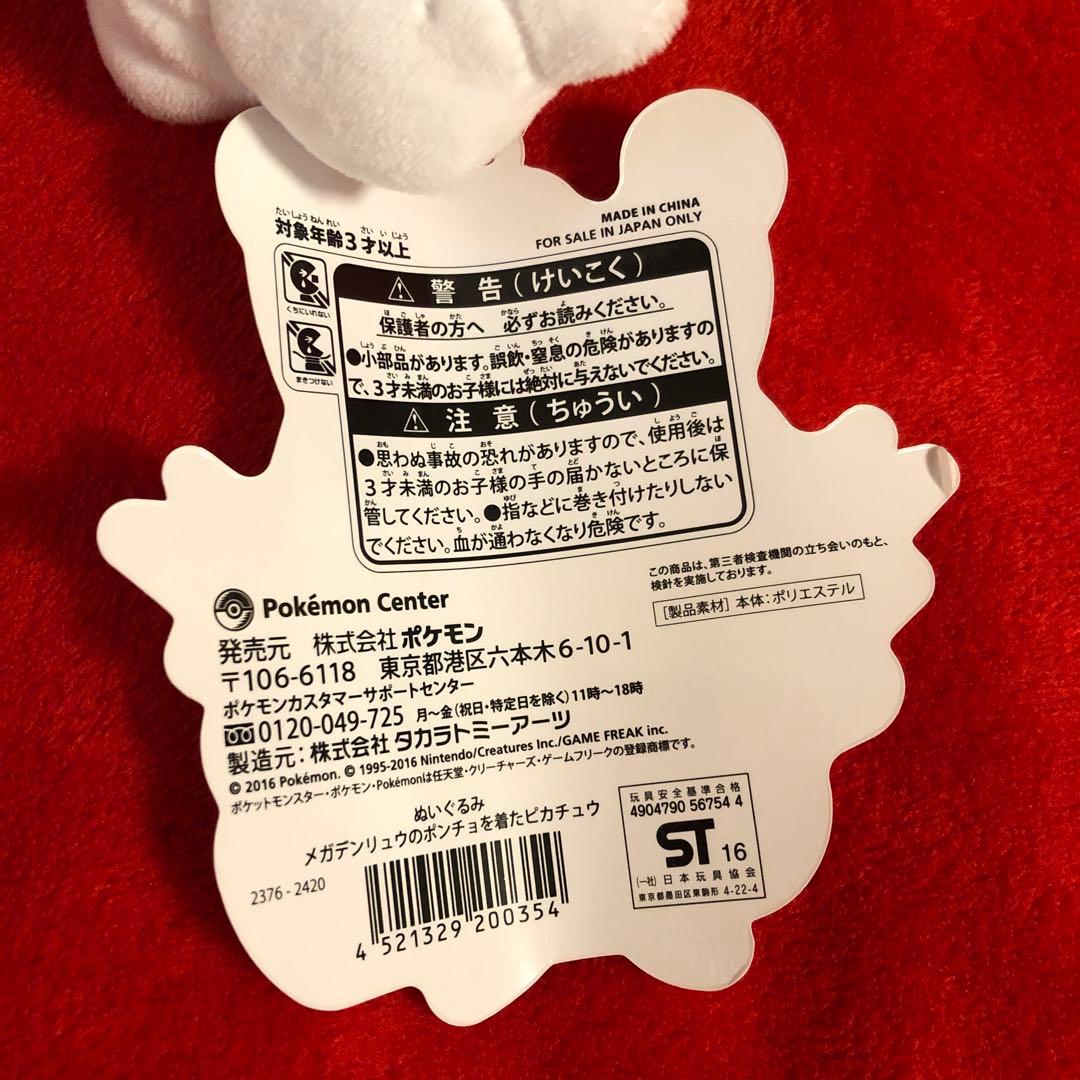 対象年齢3才以上
MADE IN CHINA
FOR SALE IN JAPAN ONLY
くちにいれない
まきつけない
⚠ 警告(けいこく)
保護者の方へ 必ずお読みください。
●小部品があります。誤飲・窒息の危険がありますの
で、3才未満のお子様には絶対に与えないでください。
⚠ 注意(ちゅうい)
●思わぬ事故の恐れがありますので、使用後は
3才未満のお子様の手の届かないところに保
管してください。●指などに巻き付けたりしない
でください。血が通わなくなり危険です。
この商品は、第三者検査機関の立ち会いのもと、
検針を実施しております。
[製品素材] 本体:ポリエステル
Pokémon Center
発売元 株式会社ポケモン
〒106-6118 東京都港区六本木6-10-1
ポケモンカスタマーサポートセンター
0120-049-725 月〜金(祝日・特定日を除く)11時〜18時
製造元:株式会社タカラトミーアーツ
© 2016 Pokémon. © 1995-2016 Nintendo/Creatures Inc./GAME FREAK inc.
ポケットモンスター・ポケモン・Pokémonは任天堂・クリーチャーズ・ゲームフリークの登録商標です。
ぬいぐるみ
メガデンリュウのポンチョを着たピカチュウ
2376-2420
4 521329 200354
玩具安全基準合格
4904790 56754 4
ST 16
(一社)日本玩具協会
東京都墨田区東駒形 4-22-4